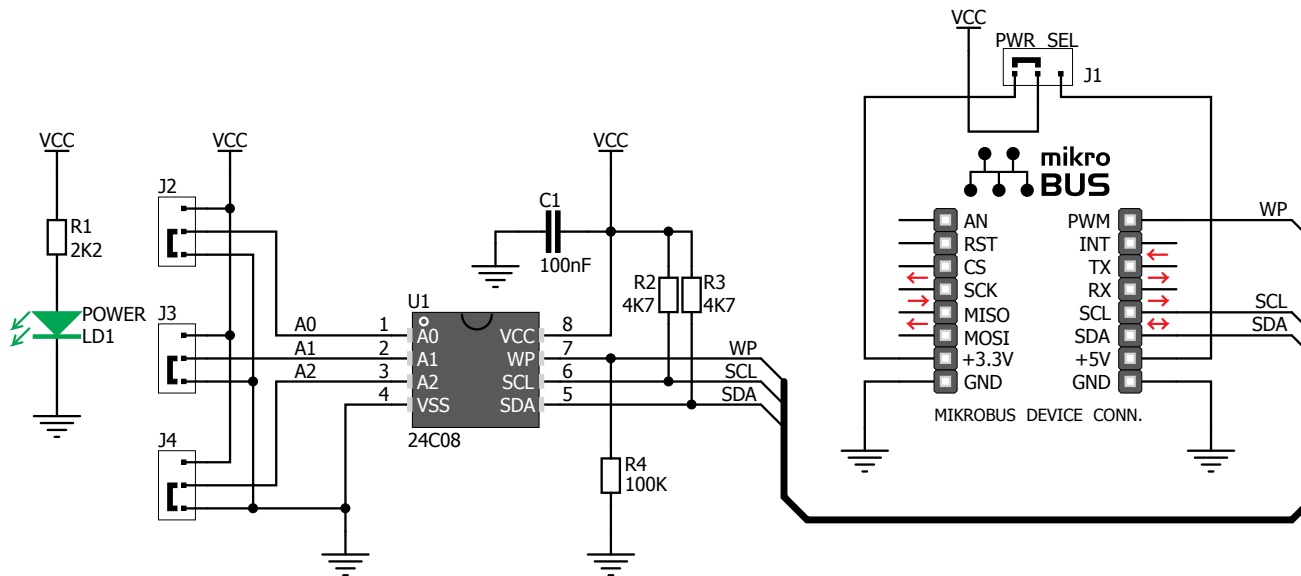 VCC
PWR SEL
J1
VCC
VCC
VCC
mikro
BUS
J2
C1
100nF
R1
2K2
AN
RST
CS
SCK
MISO
MOSI
+3.3V
GND
PWM
INT
TX
RX
SCL
SDA
+5V
GND
WP
SCL
SDA
R2
4K7
R3
4K7
POWER
LD1
J3
A0
A1
A2
1
2
3
4
U1
A0
A1
A2
VSS
VCC
WP
SCL
SDA
8
7
6
5
24C08
WP
SCL
SDA
MIKROBUS DEVICE CONN.
J4
R4
100K